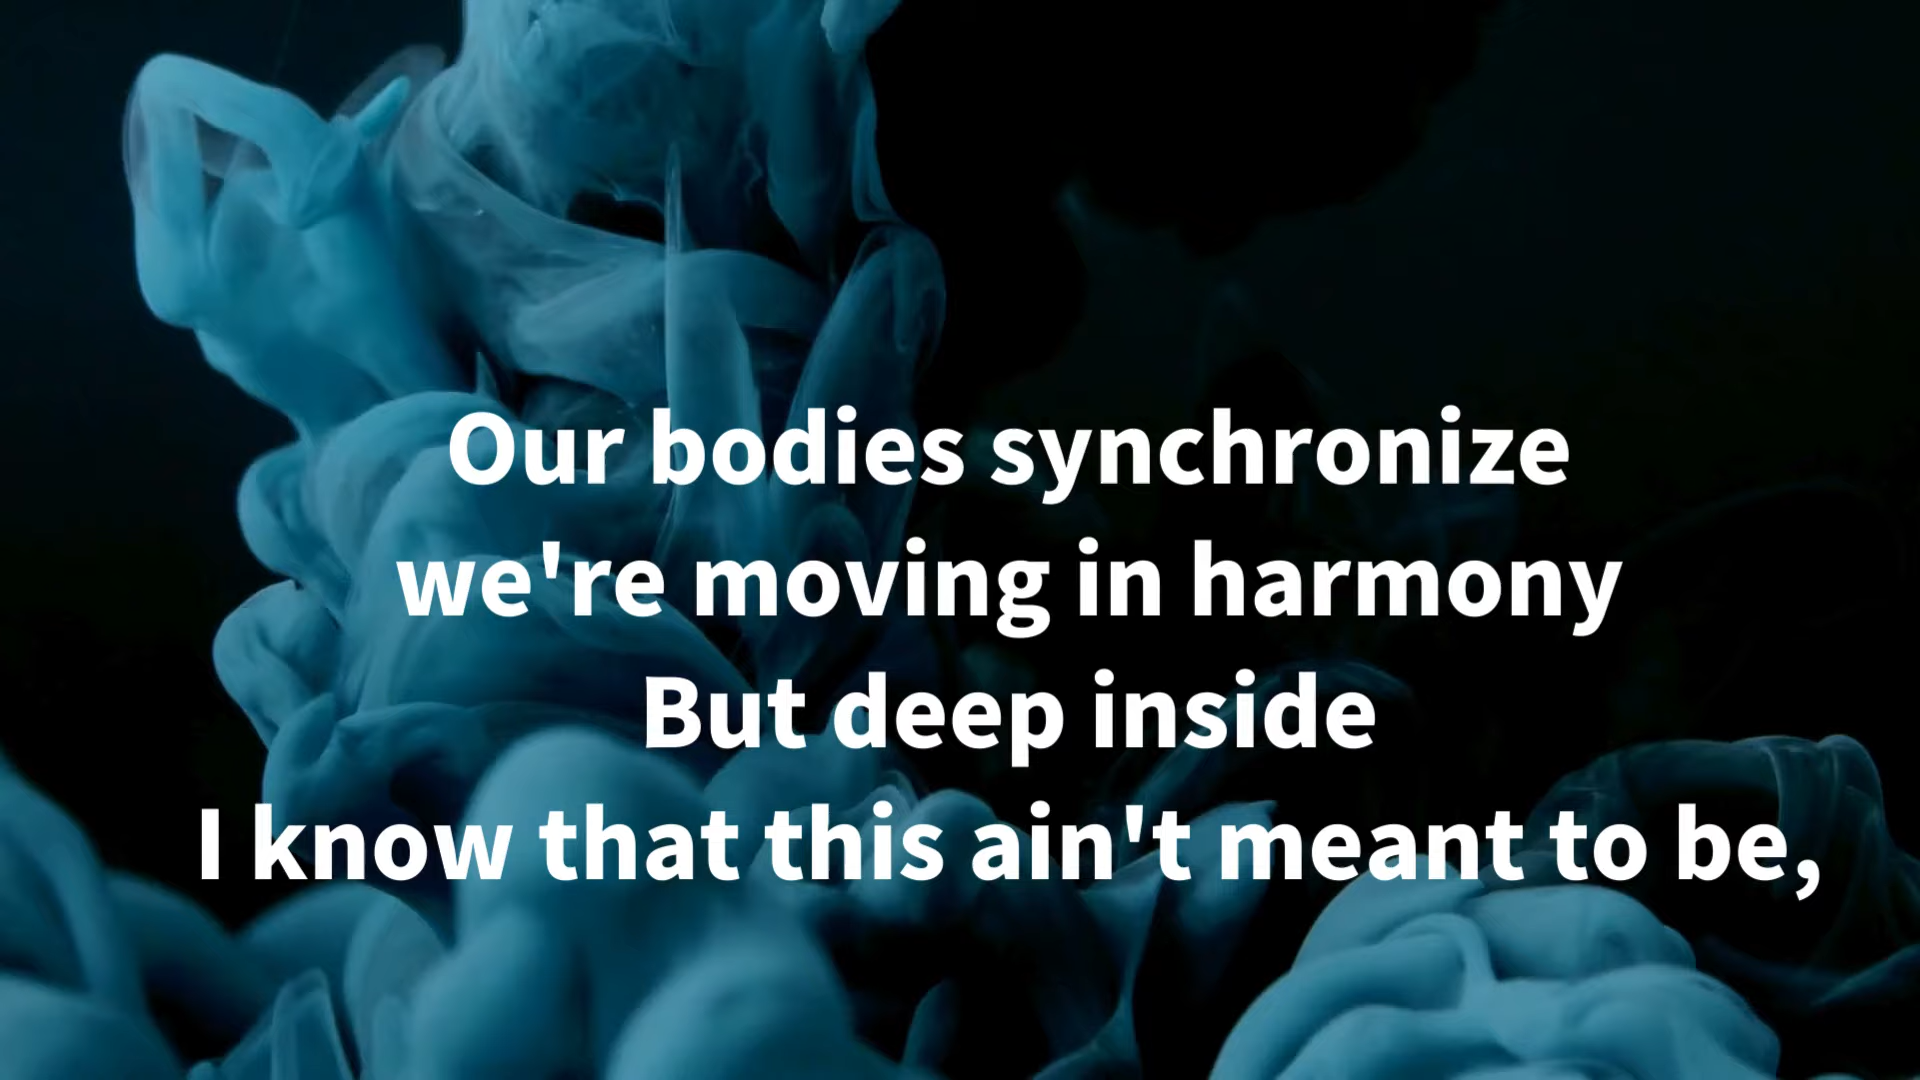 Our bodies synchronize
we're moving in harmony
But deep inside
I know that this ain't meant to be,